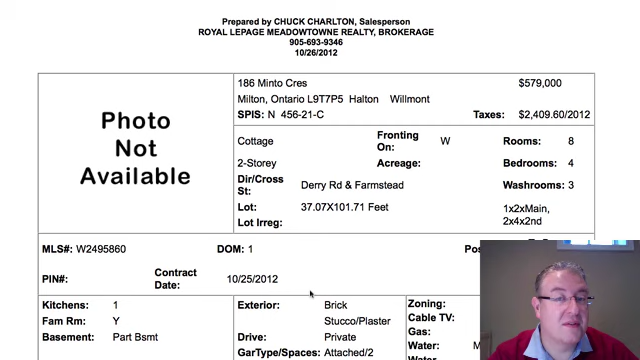 Prepared by CHUCK CHARLTON, Salesperson
ROYAL LEPAGE MEADOWTOWNE REALTY, BROKERAGE
905-693-9346
10/26/2012
Photo
Not
Available
186 Minto Cres $579,000
Milton, Ontario L9T7P5 Halton Willmont
SPIS: N 456-21-C Taxes: $2,409.60/2012
Cottage Fronting On: W Rooms: 8
2-Storey Acreage: Bedrooms: 4
Dir/Cross St: Derry Rd & Farmstead Washrooms: 3
Lot: 37.07X101.71 Feet 1x2xMain,
Lot Irreg: 2x4x2nd
MLS#: W2495860 DOM: 1
PIN#: Contract Date: 10/25/2012
Kitchens: 1 Exterior: Brick Zoning:
Fam Rm: Y Stucco/Plaster Cable TV:
Basement: Part Bsmt Drive: Private Gas:
GarType/Spaces: Attached/2 Water:
Water